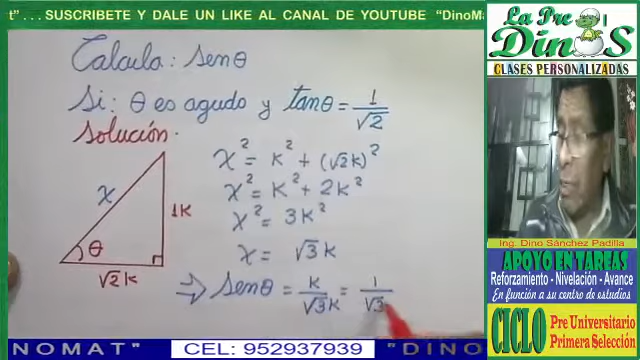 t” . . . SUSCRIBETE Y DALE UN LIKE AL CANAL DE YOUTUBE “DinoMa
La Pre
DinoS
CLASES PERSONALIZADAS
Calcula: senθ
Si: θ es agudo y tanθ = 1/√2
Solución.
x² = k² + (√2k)²
x² = k² + 2k²
x² = 3k²
x = √3k
⇒ senθ = k/√3k = 1/√3
x
1k
θ
√2k
Ing. Dino Sánchez Padilla
APOYO EN TAREAS
Reforzamiento - Nivelación - Avance
En función a su centro de estudios
CICLO Pre Universitario
Primera Selección
NOMAT” CEL: 952937939 “DINO